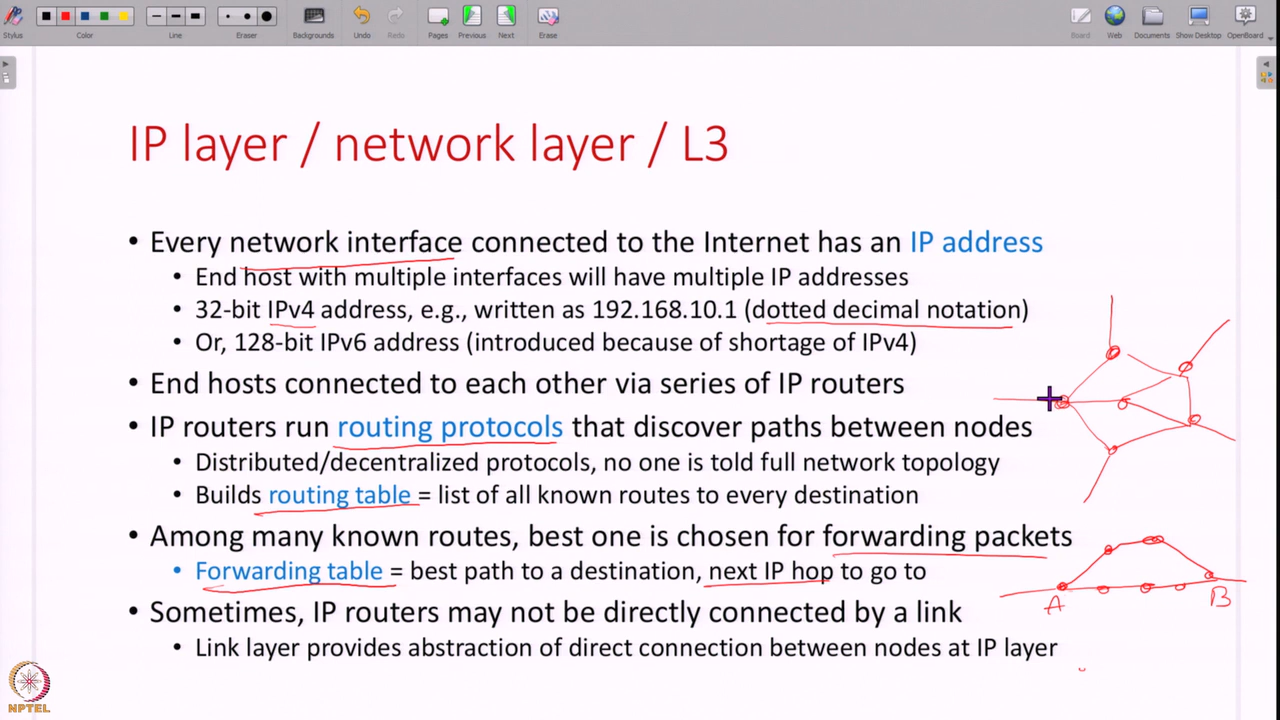 Stylus
Color
Line
Eraser
Backgrounds
Undo
Redo
Pages
Previous
Next
Erase
Board
Web
Documents
Show Desktop
OpenBoard
IP layer / network layer / L3
• Every network interface connected to the Internet has an IP address
• End host with multiple interfaces will have multiple IP addresses
• 32-bit IPv4 address, e.g., written as 192.168.10.1 (dotted decimal notation)
• Or, 128-bit IPv6 address (introduced because of shortage of IPv4)
• End hosts connected to each other via series of IP routers
• IP routers run routing protocols that discover paths between nodes
• Distributed/decentralized protocols, no one is told full network topology
• Builds routing table = list of all known routes to every destination
• Among many known routes, best one is chosen for forwarding packets
• Forwarding table = best path to a destination, next IP hop to go to
• Sometimes, IP routers may not be directly connected by a link
• Link layer provides abstraction of direct connection between nodes at IP layer
A
B
NPTEL